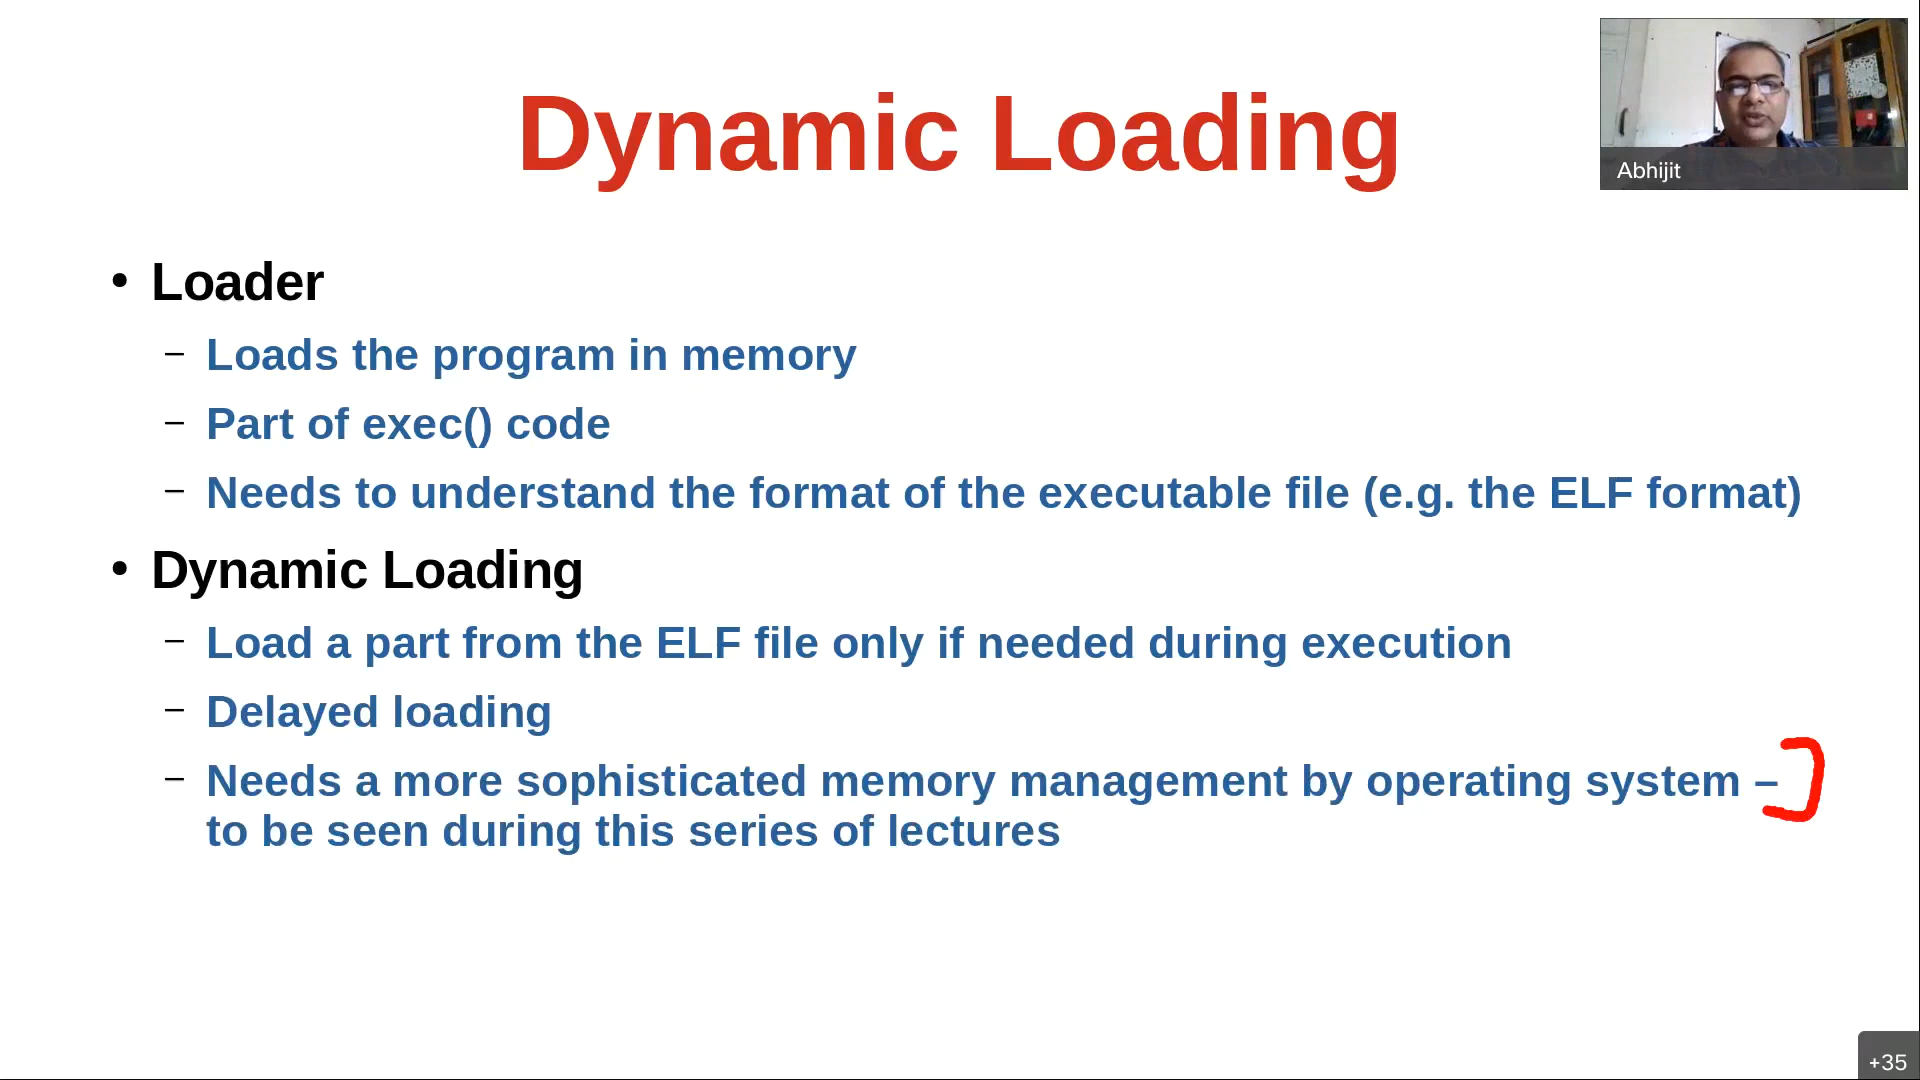 Dynamic Loading
Abhijit
• Loader
– Loads the program in memory
– Part of exec() code
– Needs to understand the format of the executable file (e.g. the ELF format)
• Dynamic Loading
– Load a part from the ELF file only if needed during execution
– Delayed loading
– Needs a more sophisticated memory management by operating system –
to be seen during this series of lectures
+35